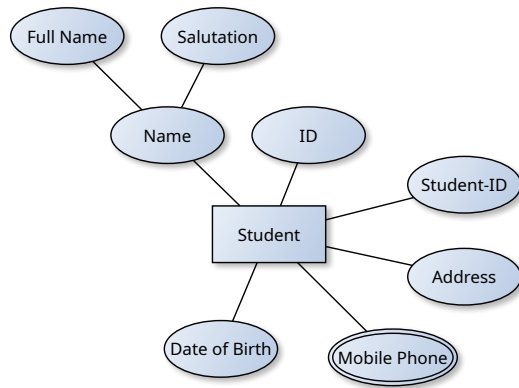 Full Name
Salutation
Name
ID
Student-ID
Student
Address
Date of Birth
Mobile Phone